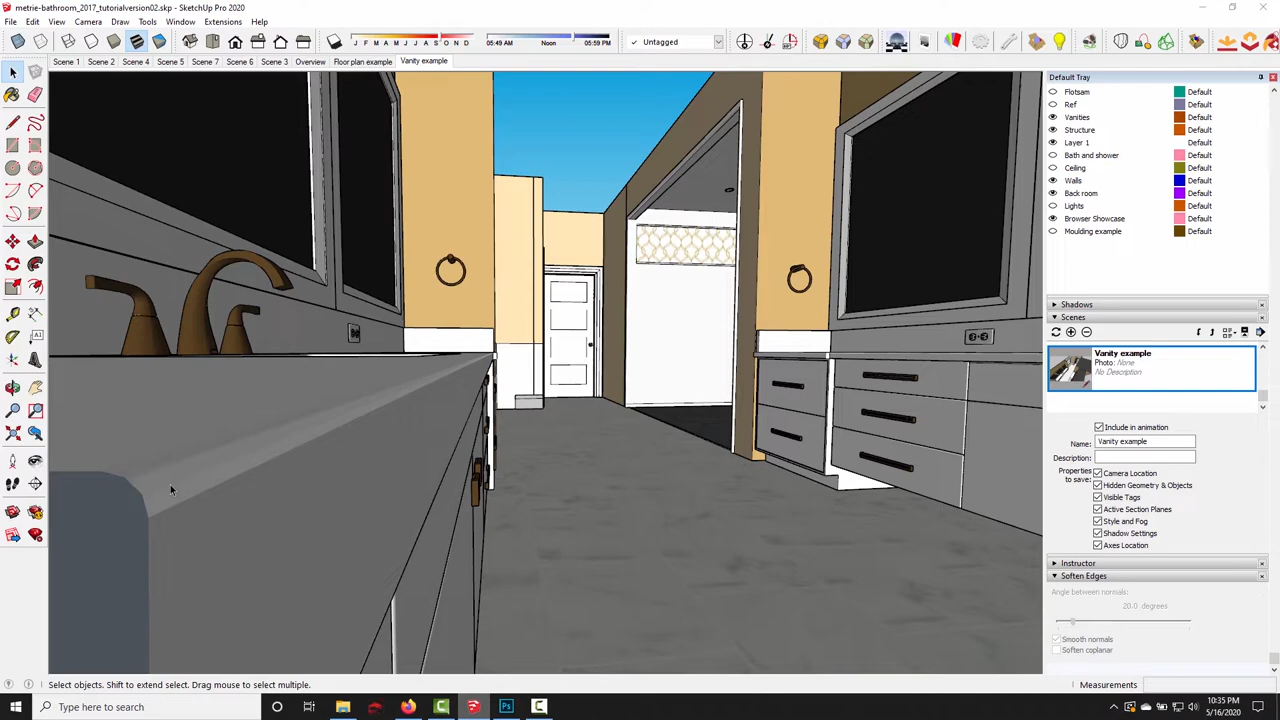 metrie-bathroom_2017_tutorialversion02.skp - SketchUp Pro 2020
File Edit View Camera Draw Tools Window Extensions Help
J F M A M J J A S O N D
05:49 AM Noon 05:59 PM
Untagged
Scene 1 Scene 2 Scene 4 Scene 5 Scene 7 Scene 6 Scene 3 Overview Floor plan example Vanity example
Default Tray
Flotsam Default
Ref Default
Vanities Default
Structure Default
Layer 1 Default
Bath and shower Default
Ceiling Default
Walls Default
Back room Default
Lights Default
Browser Showcase Default
Moulding example Default
Shadows
Scenes
Vanity example
Photo: None
No Description
Include in animation
Name: Vanity example
Description:
Properties to save:
Camera Location
Hidden Geometry & Objects
Visible Tags
Active Section Planes
Style and Fog
Shadow Settings
Axes Location
Instructor
Soften Edges
Angle between normals:
20.0 degrees
Smooth normals
Soften coplanar
Select objects. Shift to extend select. Drag mouse to select multiple.
Measurements
Type here to search
10:35 PM
5/16/2020